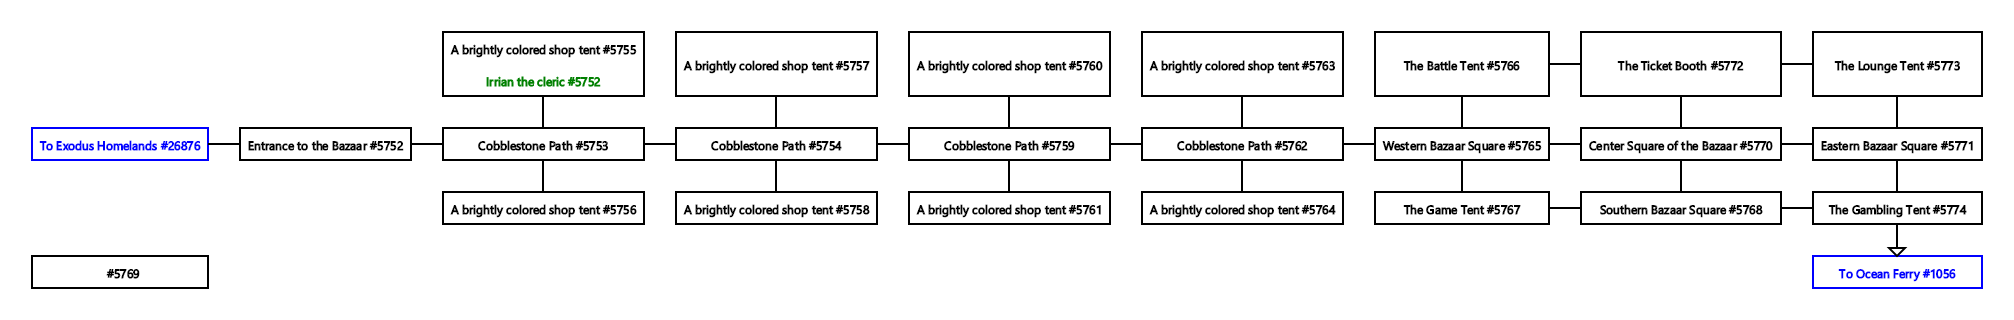 A brightly colored shop tent #5755
Irrian the cleric #5752
A brightly colored shop tent #5757
A brightly colored shop tent #5760
A brightly colored shop tent #5763
The Battle Tent #5766
The Ticket Booth #5772
The Lounge Tent #5773
To Exodus Homelands #26876
Entrance to the Bazaar #5752
Cobblestone Path #5753
Cobblestone Path #5754
Cobblestone Path #5759
Cobblestone Path #5762
Western Bazaar Square #5765
Center Square of the Bazaar #5770
Eastern Bazaar Square #5771
A brightly colored shop tent #5756
A brightly colored shop tent #5758
A brightly colored shop tent #5761
A brightly colored shop tent #5764
The Game Tent #5767
Southern Bazaar Square #5768
The Gambling Tent #5774
#5769
To Ocean Ferry #1056